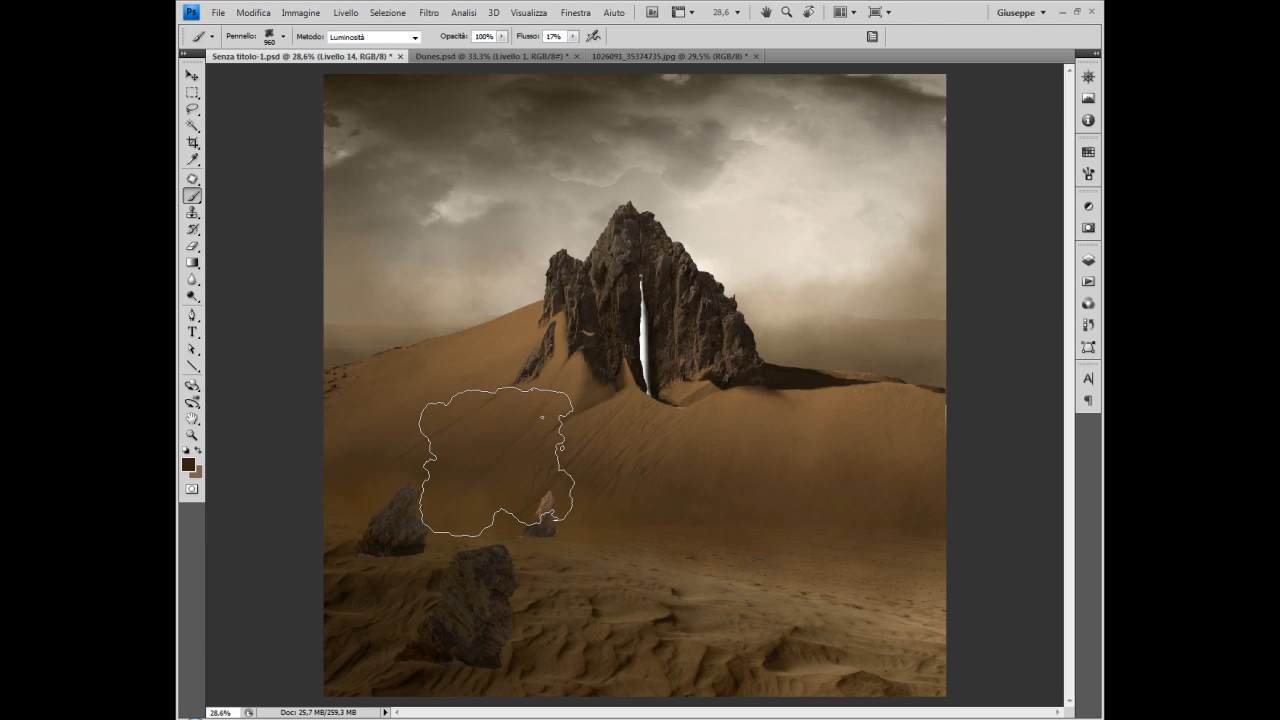 Ps File Modifica Immagine Livello Selezione Filtro Analisi 3D Visualizza Finestra Aiuto Br 28,6 Giuseppe
Pennello: 960 Metodo: Luminosità Opacità: 100% Flusso: 17%
Senza titolo-1.psd @ 28,6% (Livello 14, RGB/8) * Dunes.psd @ 33,3% (Livello 1, RGB/8#) * 1026091_35374735.jpg @ 29,5% (RGB/8) *
28,6% Doc: 25,7 MB/259,3 MB